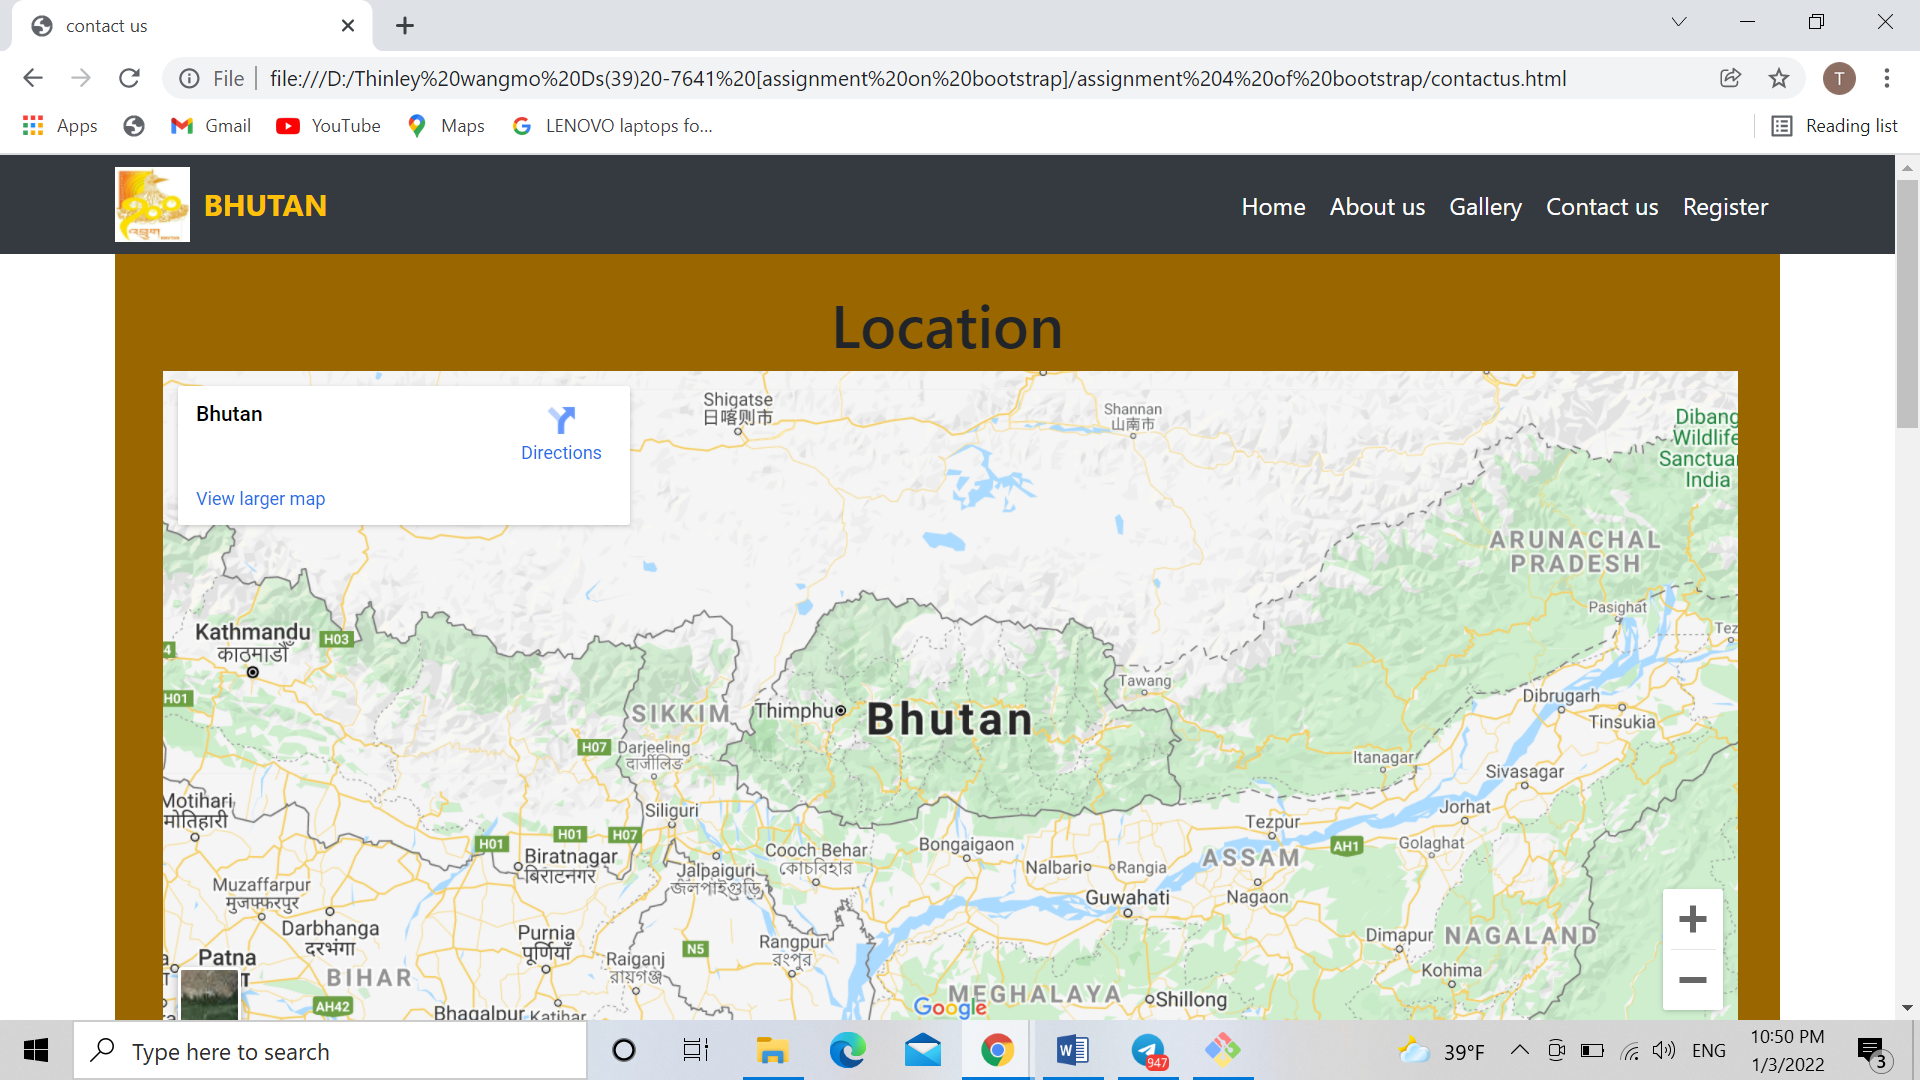 contact us
File
file:///D:/Thinley%20wangmo%20Ds(39)20-7641%20[assignment%20on%20bootstrap]/assignment%204%20of%20bootstrap/contactus.html
T
Apps
Gmail
YouTube
Maps
LENOVO laptops fo...
Reading list
BHUTAN
Home
About us
Gallery
Contact us
Register
Location
Bhutan
Directions
View larger map
Shigatse
日喀则市
Shannan
山南市
Dibang
Wildlife
Sanctua
India
ARUNACHAL
PRADESH
Pasighat
Tez
Kathmandu
काठमाडौँ
H03
4
H01
Tawang
Dibrugarh
Tinsukia
SIKKIM
Thimphu
Bhutan
H07
Darjeeling
দার্জিলিঙ
Itanagar
Sivasagar
Motihari
मोतिहारी
Siliguri
Jorhat
H01
H01
H07
Tezpur
Bongaigaon
Cooch Behar
কোচবিহার
ASSAM
AH1
Golaghat
Biratnagar
बिराटनगर
Jalpaiguri
জলপাইগুড়ি
Nalbari
Rangia
Muzaffarpur
मुजफ्फरपुर
Guwahati
Nagaon
Darbhanga
दरभंगा
Purnia
पूर्णियाँ
Raiganj
রায়গঞ্জ
N5
Rangpur
রংপুর
Dimapur
NAGALAND
Patna
BIHAR
Kohima
AH42
Bhagalpur
Katihar
Google
MEGHALAYA
Shillong
Type here to search
947
39°F
ENG
10:50 PM
1/3/2022
3